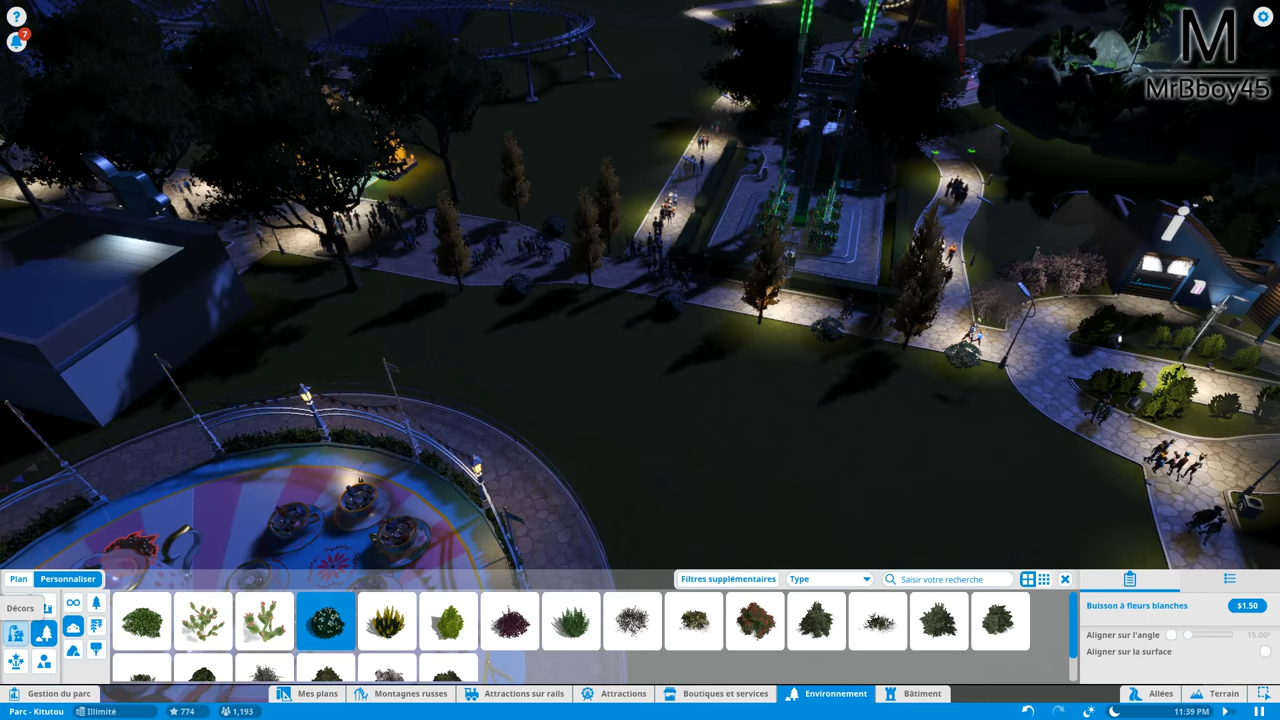 ?
7
M
MrBboy45
Plan
Personnaliser
Filtres supplémentaires
Type
Saisir votre recherche
Décors
Buisson à fleurs blanches
$1.50
Aligner sur l'angle
15.00°
Aligner sur la surface
Gestion du parc
Mes plans
Montagnes russes
Attractions sur rails
Attractions
Boutiques et services
Environnement
Bâtiment
Allées
Terrain
Parc - Kitutou
Illimité
774
1,193
11:39 PM